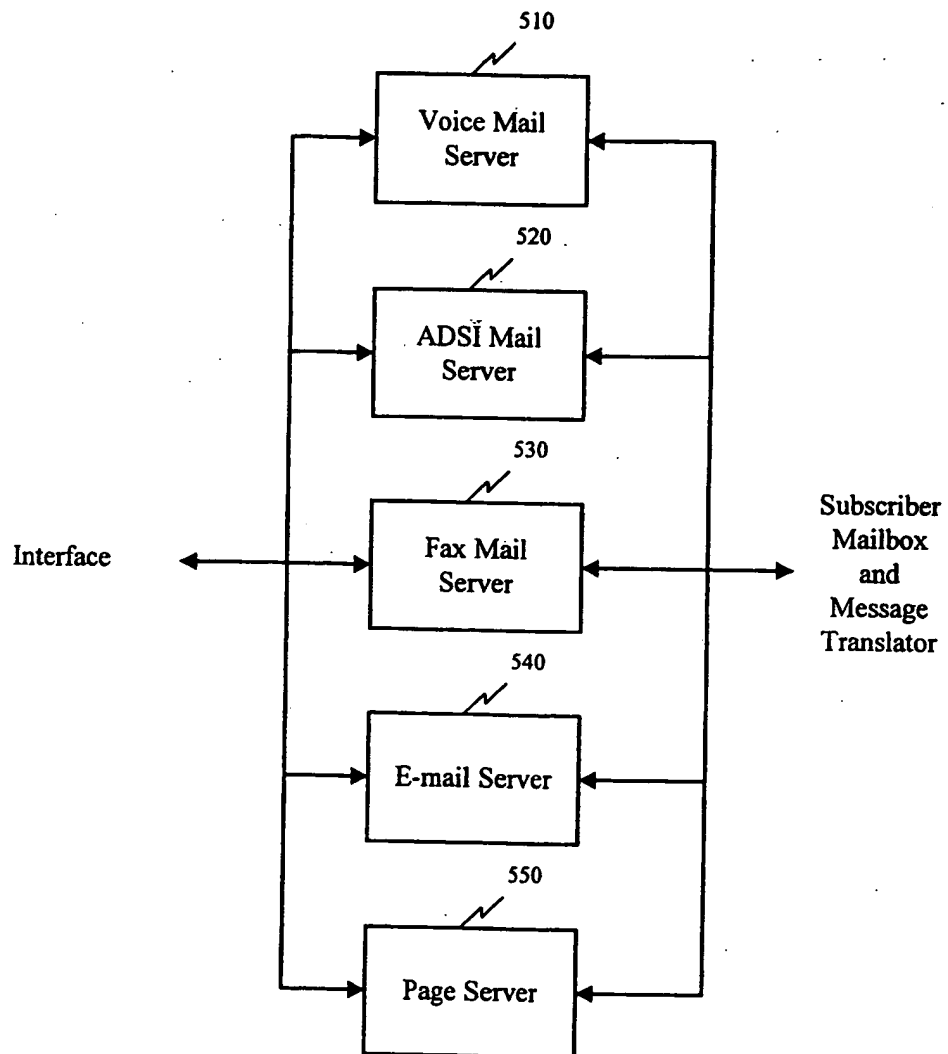 510
Voice Mail
Server
520
ADSI Mail
Server
530
Fax Mail
Server
Interface
Subscriber
Mailbox
and
Message
Translator
540
E-mail Server
550
Page Server